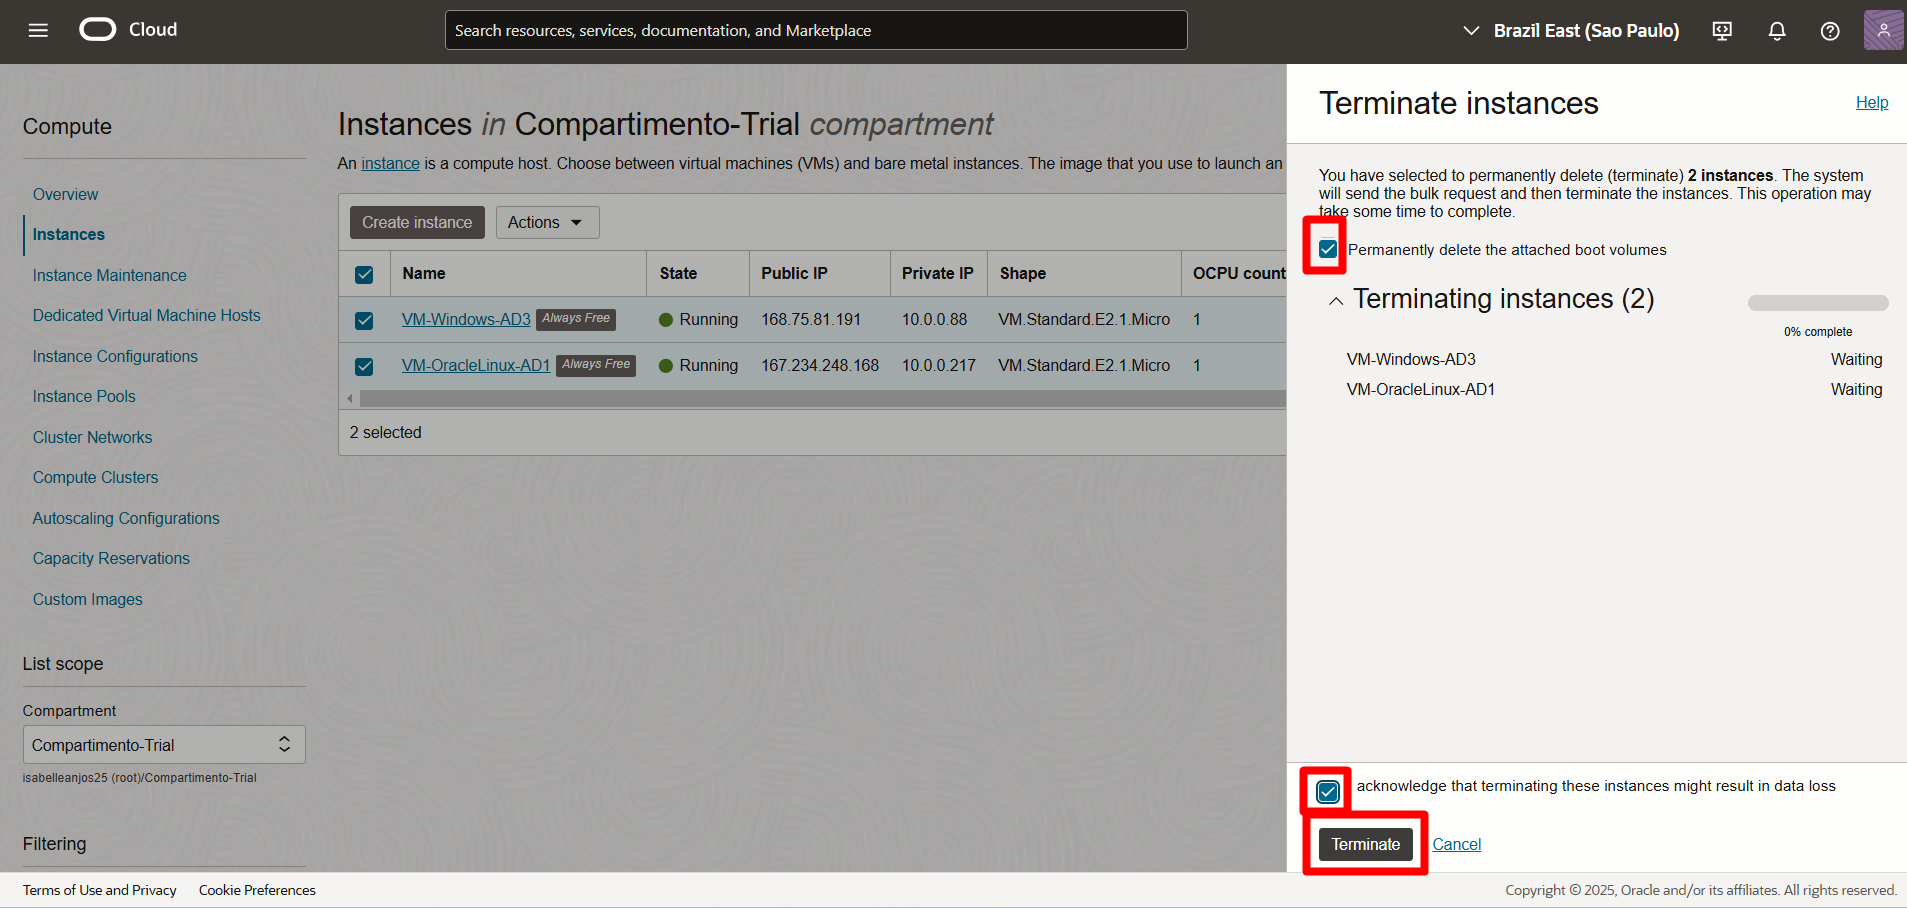 Cloud
Search resources, services, documentation, and Marketplace
Brazil East (Sao Paulo)
Compute
Overview
Instances
Instance Maintenance
Dedicated Virtual Machine Hosts
Instance Configurations
Instance Pools
Cluster Networks
Compute Clusters
Autoscaling Configurations
Capacity Reservations
Custom Images
List scope
Compartment
Compartimento-Trial
isabelleanjos25 (root)/Compartimento-Trial
Filtering
Instances in Compartimento-Trial compartment
An instance is a compute host. Choose between virtual machines (VMs) and bare metal instances. The image that you use to launch an
Create instance Actions
Name State Public IP Private IP Shape OCPU count
VM-Windows-AD3 Always Free Running 168.75.81.191 10.0.0.88 VM.Standard.E2.1.Micro 1
VM-OracleLinux-AD1 Always Free Running 167.234.248.168 10.0.0.217 VM.Standard.E2.1.Micro 1
2 selected
Terminate instances Help
You have selected to permanently delete (terminate) 2 instances. The system
will send the bulk request and then terminate the instances. This operation may
take some time to complete.
Permanently delete the attached boot volumes
Terminating instances (2)
0% complete
VM-Windows-AD3 Waiting
VM-OracleLinux-AD1 Waiting
acknowledge that terminating these instances might result in data loss
Terminate Cancel
Terms of Use and Privacy Cookie Preferences
Copyright © 2025, Oracle and/or its affiliates. All rights reserved.